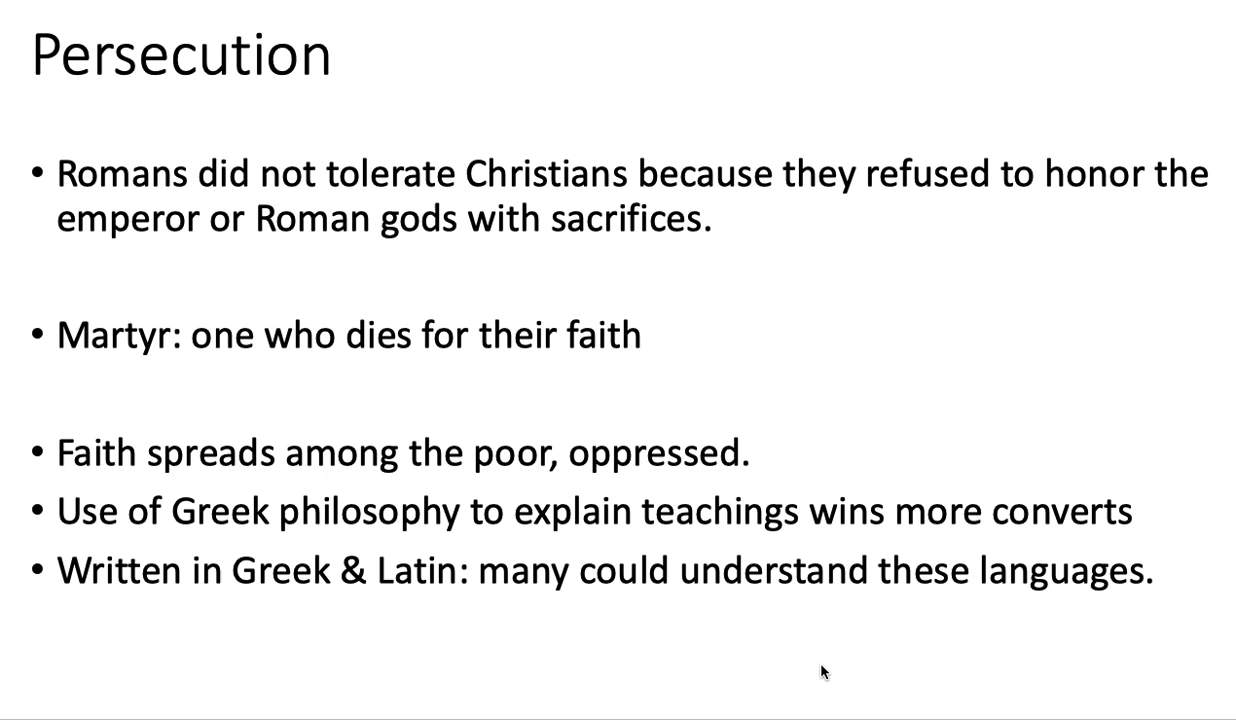 Persecution
• Romans did not tolerate Christians because they refused to honor the
emperor or Roman gods with sacrifices.
• Martyr: one who dies for their faith
• Faith spreads among the poor, oppressed.
• Use of Greek philosophy to explain teachings wins more converts
• Written in Greek & Latin: many could understand these languages.